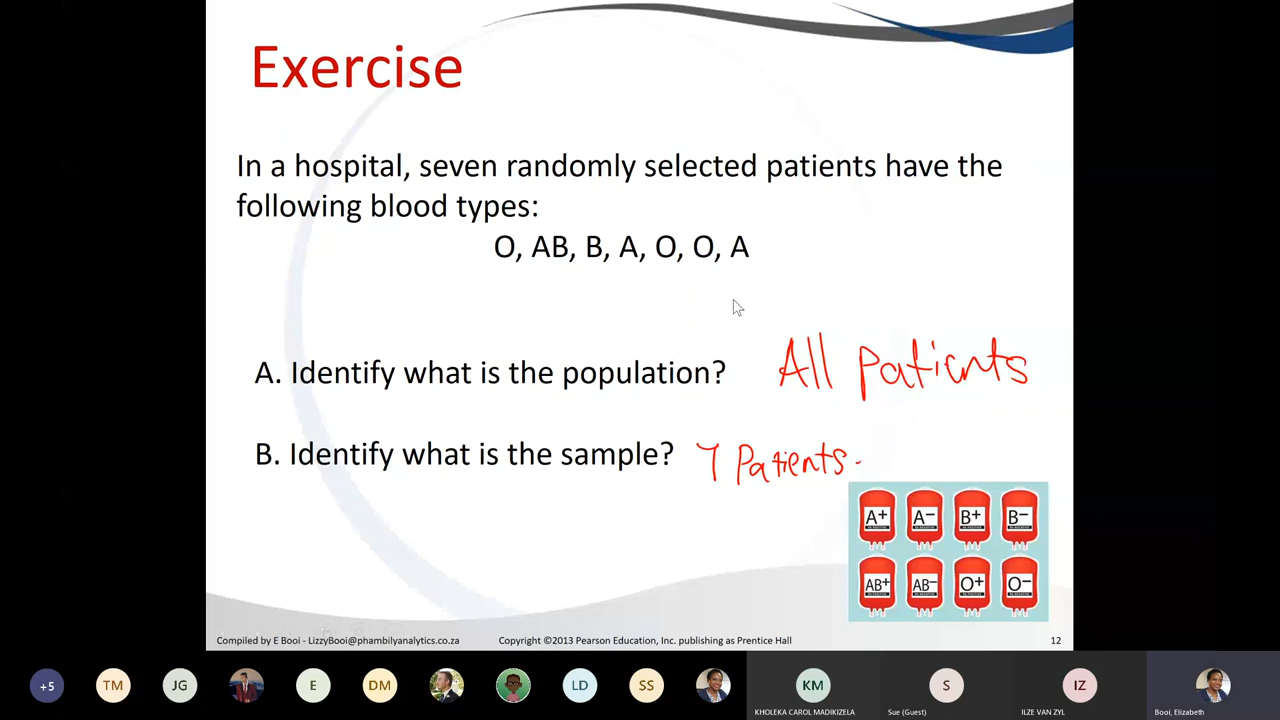 Exercise
In a hospital, seven randomly selected patients have the
following blood types:
O, AB, B, A, O, O, A
A. Identify what is the population? All Patients
B. Identify what is the sample? 7 Patients.
A+ A- B+ B-
AB+ AB- O+ O-
Compiled by E Booi - LizzyBooi@phambilyanalytics.co.za Copyright ©2013 Pearson Education, Inc. publishing as Prentice Hall 12
+5 TM JG E DM LD SS KM S IZ
KHOLEKA CAROL MADIKIZELA Sue (Guest) ILZE VAN ZYL Booi, Elizabeth